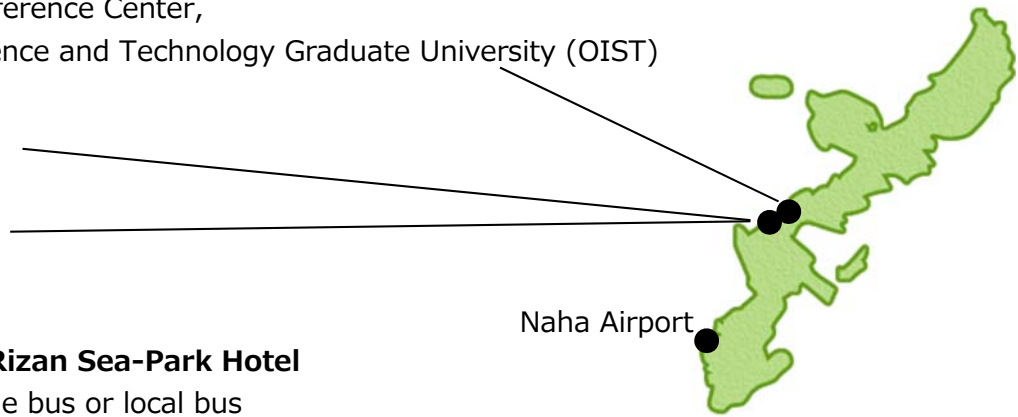 erence Center,
ence and Technology Graduate University (OIST)
Naha Airport
Rizan Sea-Park Hotel
e bus or local bus